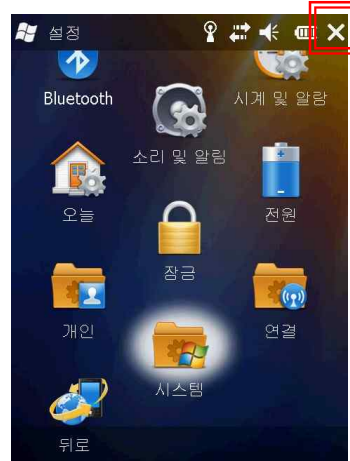 설정
Bluetooth
시계 및 알람
소리 및 알림
오늘
전원
잠금
개인
연결
시스템
뒤로